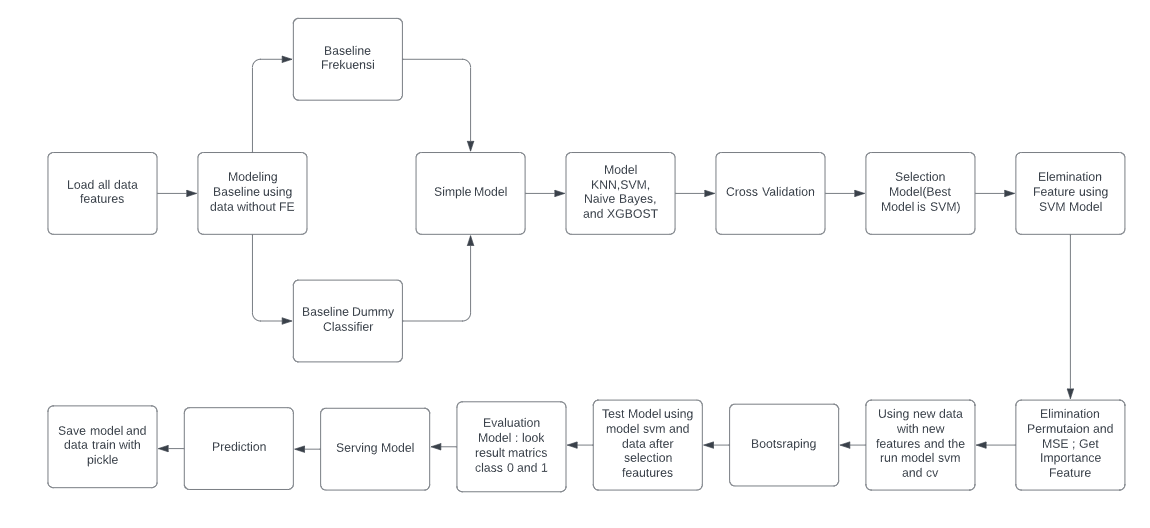 Baseline
Frekuensi
Load all data
features
Modeling
Baseline using
data without FE
Simple Model
Model
KNN,SVM,
Naive Bayes,
and XGBOST
Cross Validation
Selection
Model(Best
Model is SVM)
Elemination
Feature using
SVM Model
Baseline Dummy
Classifier
Elimination
Permutaion and
MSE ; Get
Importance
Feature
Using new data
with new
features and the
run model svm
and cv
Bootsraping
Test Model using
model svm and
data after
selection
feautures
Evaluation
Model : look
result matrics
class 0 and 1
Serving Model
Prediction
Save model and
data train with
pickle